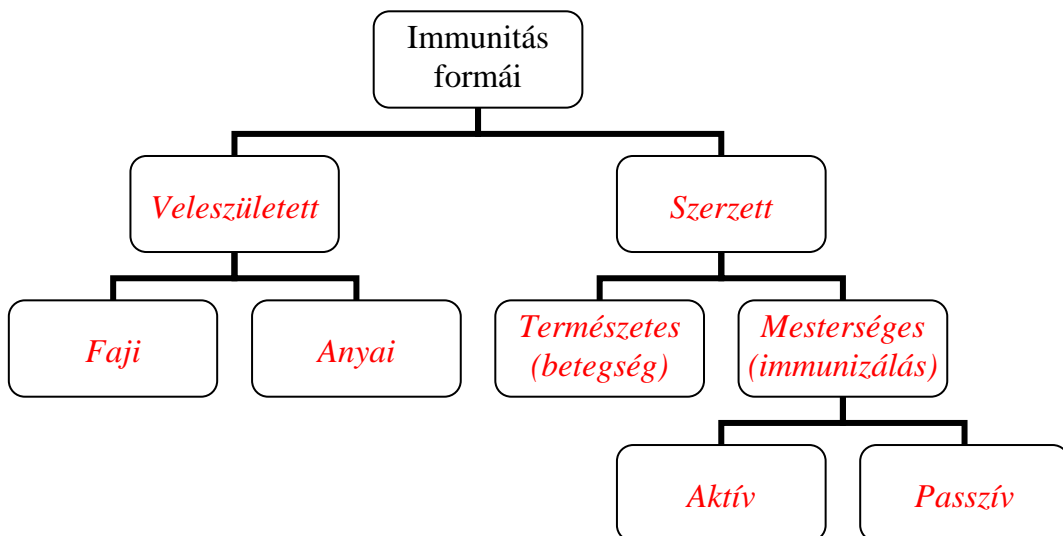 Immunitás
formái
Veleszületett
Szerzett
Faji
Anyai
Természetes
(betegség)
Mesterséges
(immunizálás)
Aktív
Passzív